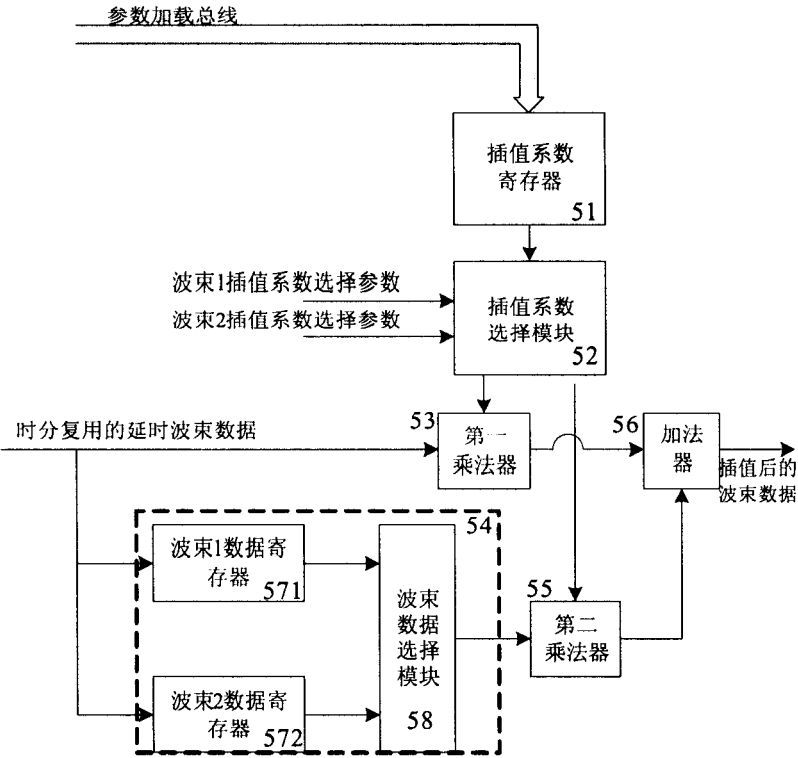 参数加载总线
插值系数
寄存器
51
波束1插值系数选择参数
波束2插值系数选择参数
插值系数
选择模块
52
时分复用的延时波束数据
53
第一
乘法器
56
加法
器
插值后的
波束数据
54
波束1数据寄
存器
571
波束
数据
选择
模块
58
55
第二
乘法器
波束2数据寄
存器
572